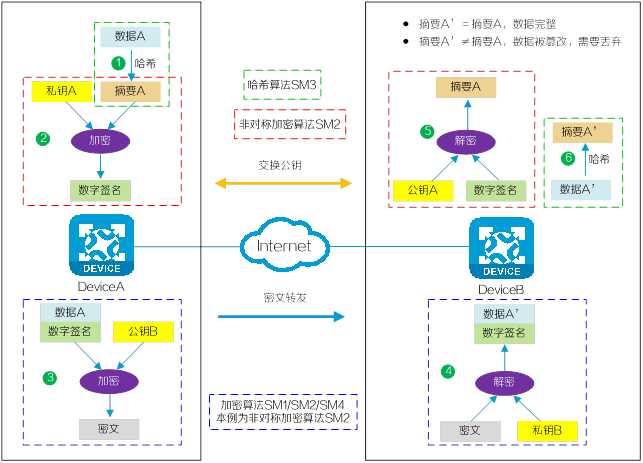 数据A
1
哈希
私钥A
摘要A
2
加密
数字签名
DEVICE
DeviceA
数据A
数字签名
公钥B
3
加密
密文
哈希算法SM3
非对称加密算法SM2
交换公钥
Internet
密文转发
加密算法SM1/SM2/SM4
本例为非对称加密算法SM2
• 摘要A’=摘要A，数据完整
• 摘要A’≠摘要A，数据被篡改，需要丢弃
摘要A
5
解密
公钥A
数字签名
摘要A’
6
哈希
数据A’
DEVICE
DeviceB
数据A’
数字签名
4
解密
密文
私钥B